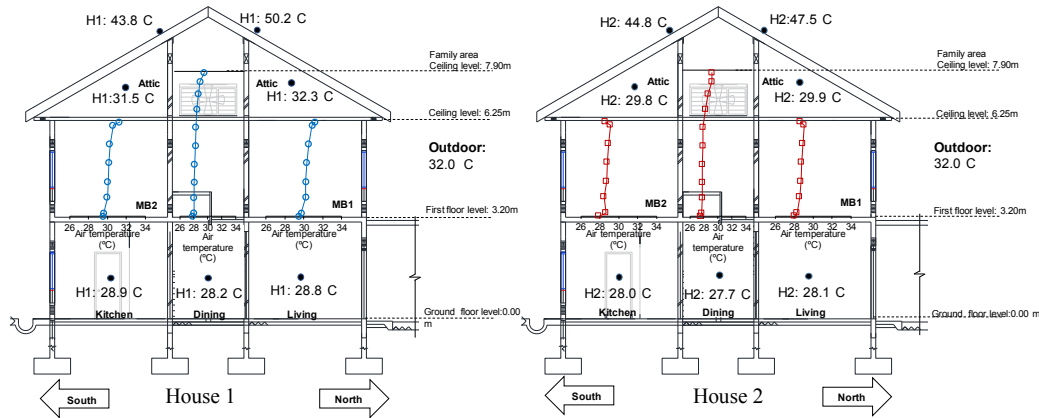 H1: 43.8 C
H1: 50.2 C
Family area
Ceiling level: 7.90m
Attic
Attic
H1:31.5 C
H1: 32.3 C
Ceiling level: 6.25m
Outdoor:
32.0 C
MB2
MB1
First floor level: 3.20m
26 28 30 32 34
26 28 30 32 34
26 28 30 32 34
Air temperature
(ºC)
Air
temperature
(ºC)
Air temperature
(ºC)
H1: 28.9 C
H1: 28.2 C
H1: 28.8 C
Kitchen
Dining
Living
Ground floor level:0.00
m
South
House 1
North
H2: 44.8 C
H2:47.5 C
Family area
Ceiling level: 7.90m
Attic
Attic
H2: 29.8 C
H2: 29.9 C
Ceiling level: 6.25m
Outdoor:
32.0 C
MB2
MB1
First floor level: 3.20m
26 28 30 32 34
26 28 30 32 34
26 28 30 32 34
Air temperature
(ºC)
Air
temperature
(ºC)
Air temperature
(ºC)
H2: 28.0 C
H2: 27.7 C
H2: 28.1 C
Kitchen
Dining
Living
Ground floor level:0.00 m
South
House 2
North